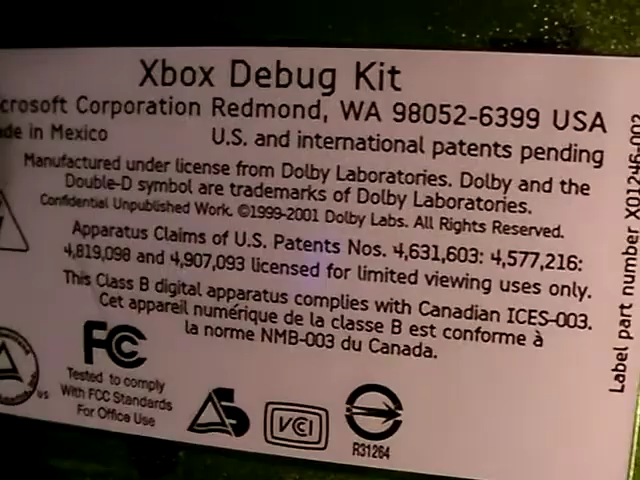 Xbox Debug Kit
crosoft Corporation Redmond, WA 98052-6399 USA
de in Mexico U.S. and international patents pending
Manufactured under license from Dolby Laboratories. Dolby and the
Double-D symbol are trademarks of Dolby Laboratories.
Confidential Unpublished Work. ©1999-2001 Dolby Labs. All Rights Reserved.
Apparatus Claims of U.S. Patents Nos. 4,631,603: 4,577,216:
4,819,098 and 4,907,093 licensed for limited viewing uses only.
This Class B digital apparatus complies with Canadian ICES-003.
Cet appareil numérique de la classe B est conforme à
la norme NMB-003 du Canada.
FC
Tested to comply
With FCC Standards
For Office Use
us
VCI
R31264
Label part number X01246-002